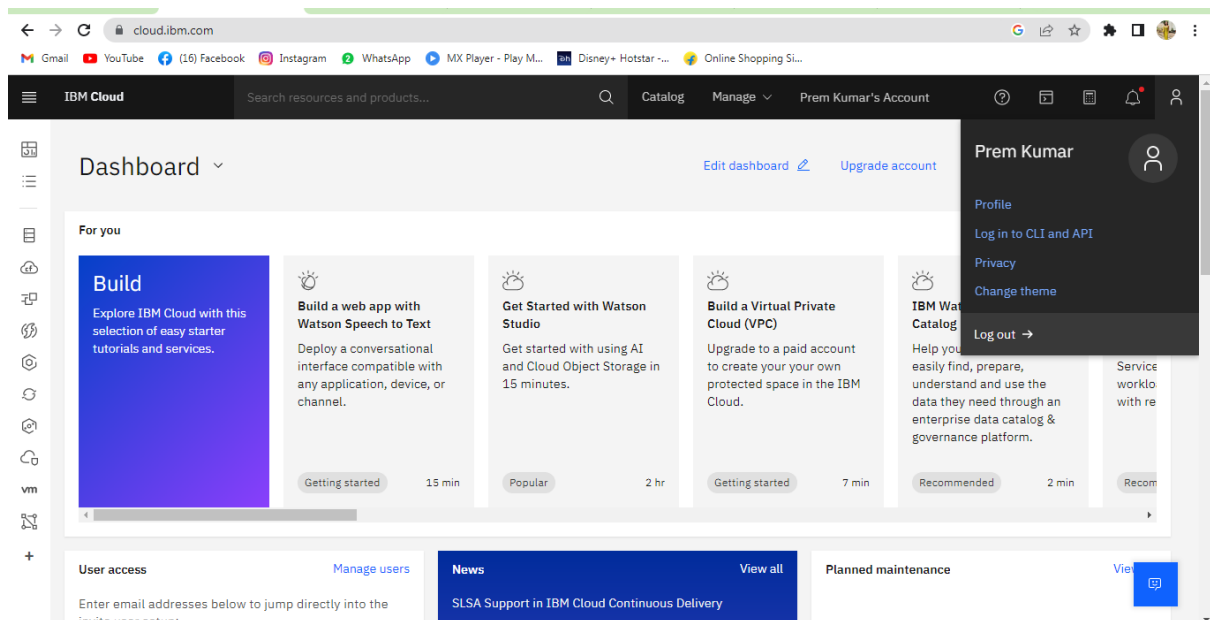 cloud.ibm.com
Gmail YouTube (16) Facebook Instagram WhatsApp MX Player - Play M... Disney+ Hotstar -... Online Shopping Si...
IBM Cloud Search resources and products... Catalog Manage Prem Kumar's Account
Prem Kumar
Profile
Log in to CLI and API
Privacy
Change theme
Log out →
Dashboard Edit dashboard Upgrade account
For you
Build
Explore IBM Cloud with this
selection of easy starter
tutorials and services.
Build a web app with
Watson Speech to Text
Deploy a conversational
interface compatible with
any application, device, or
channel.
Getting started 15 min
Get Started with Watson
Studio
Get started with using AI
and Cloud Object Storage in
15 minutes.
Popular 2 hr
Build a Virtual Private
Cloud (VPC)
Upgrade to a paid account
to create your your own
protected space in the IBM
Cloud.
Getting started 7 min
IBM Wat
Catalog
Help you
easily find, prepare,
understand and use the
data they need through an
enterprise data catalog &
governance platform.
Recommended 2 min
Service
worklo
with re
Recom
vm
User access Manage users
Enter email addresses below to jump directly into the
News View all
SLSA Support in IBM Cloud Continuous Delivery
Planned maintenance